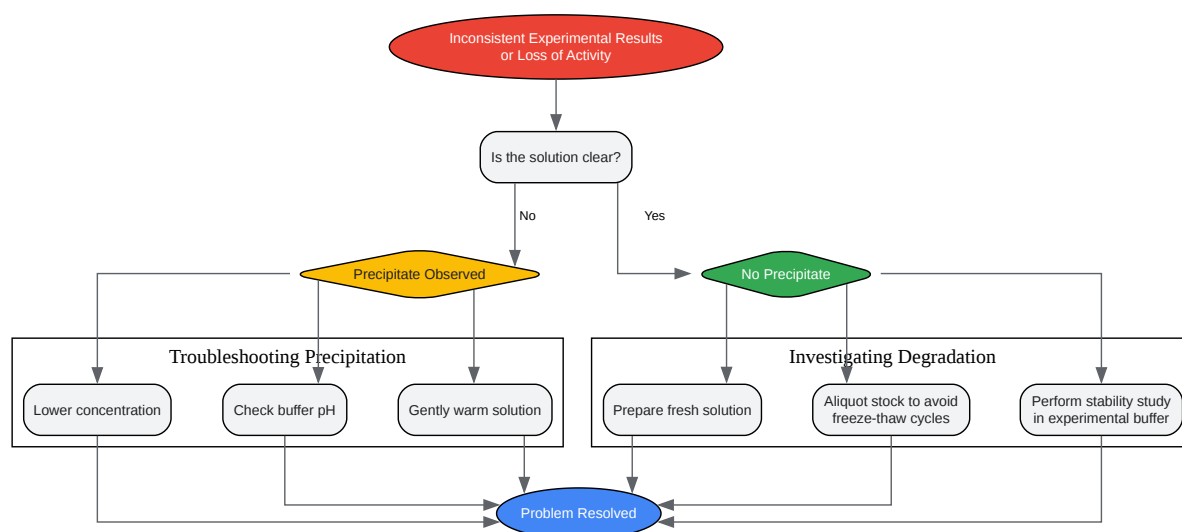 Inconsistent Experimental Results
or Loss of Activity
Is the solution clear?
No
Yes
Precipitate Observed
No Precipitate
Troubleshooting Precipitation
Investigating Degradation
Lower concentration
Check buffer pH
Gently warm solution
Prepare fresh solution
Aliquot stock to avoid
freeze-thaw cycles
Perform stability study
in experimental buffer
Problem Resolved